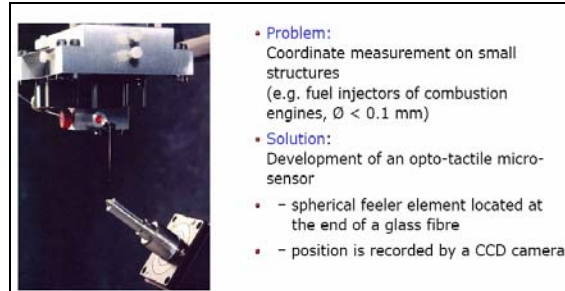 • Problem:
Coordinate measurement on small
structures
(e.g. fuel injectors of combustion
engines, Ø < 0.1 mm)
• Solution:
Development of an opto-tactile micro-
sensor
• – spherical feeler element located at
the end of a glass fibre
• – position is recorded by a CCD camera